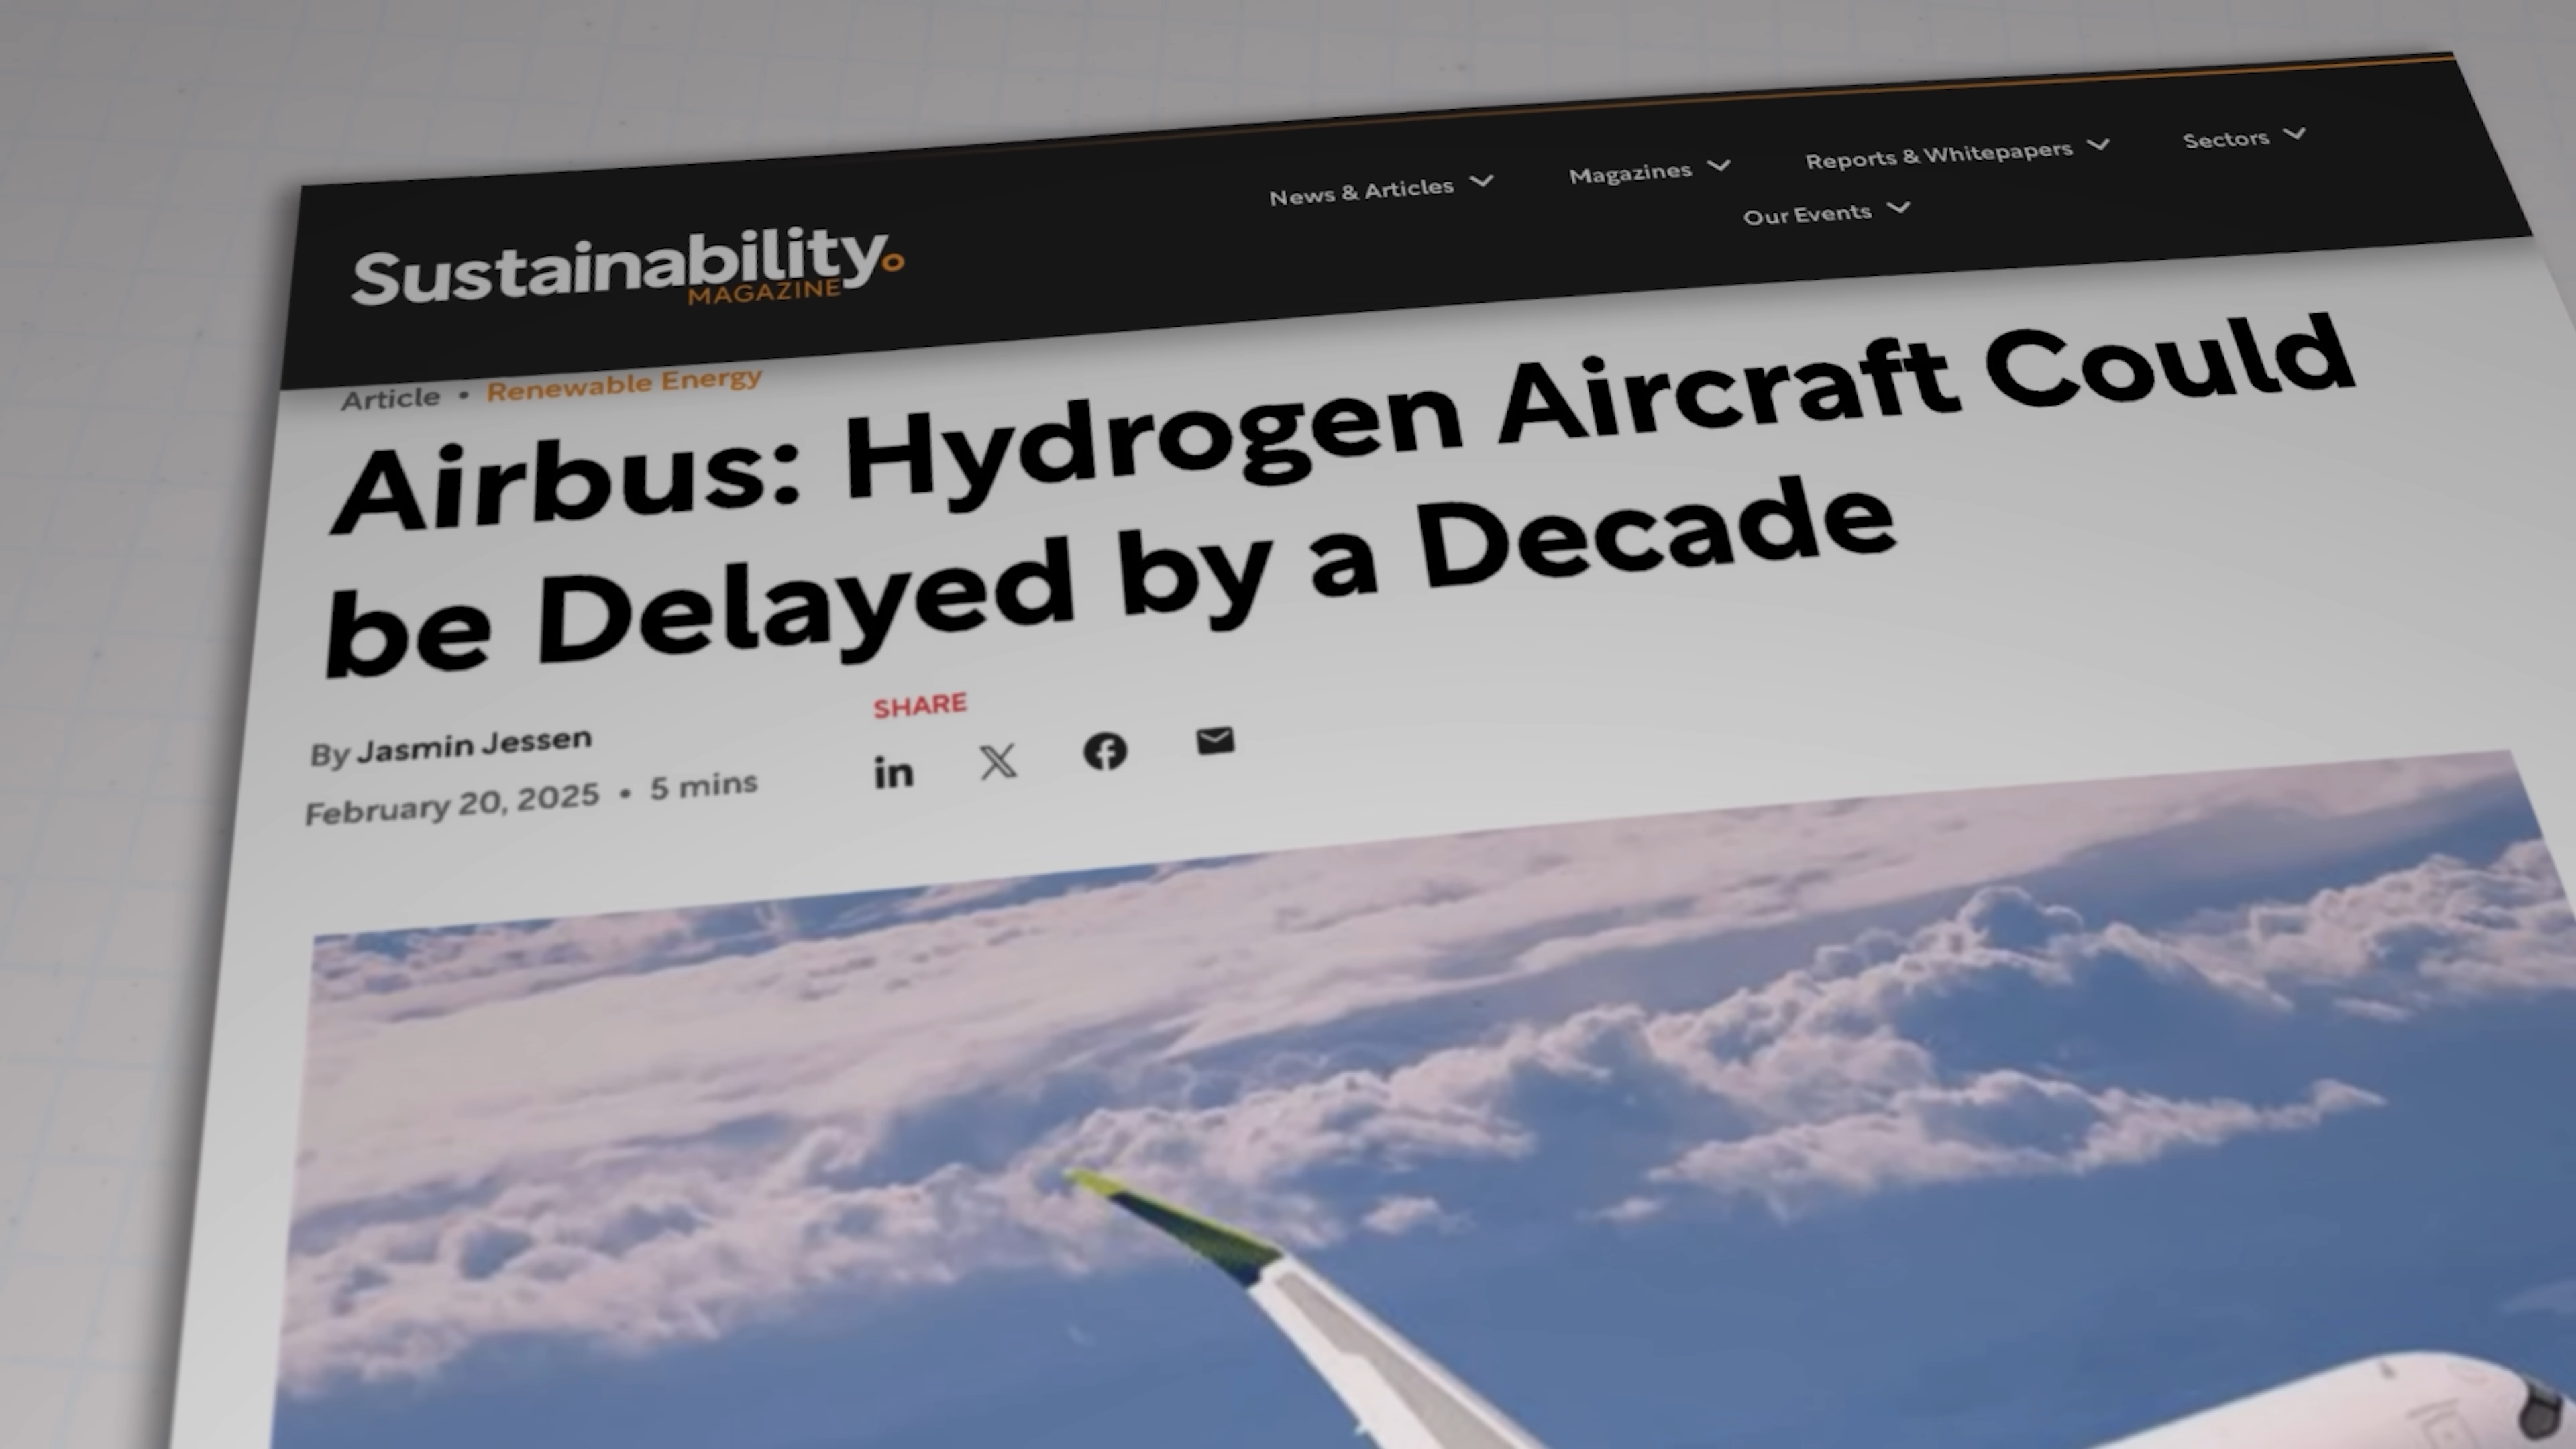 Sustainability
MAGAZINE
News & Articles
Magazines
Reports & Whitepapers
Sectors
Our Events
Article • Renewable Energy
Airbus: Hydrogen Aircraft Could
be Delayed by a Decade
By Jasmin Jessen
February 20, 2025 • 5 mins
SHARE